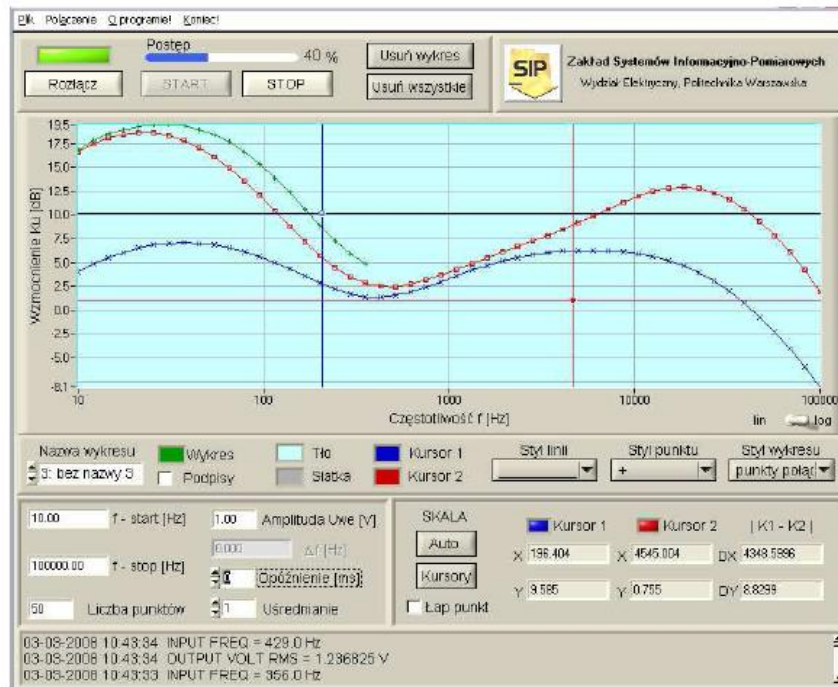 Plik Połączenie O programie! Koniec!
Postęp
40 %
Usuń wykres
Rozłącz START STOP
Usuń wszystkie
SIP
Zakład Systemów Informacyjno-Pomiarowych
Wydział Elektryczny, Politechnika Warszawska
Wzmocnienie ku [dB]
19.5
17.5
15.0
12.5
10.0
7.5
5.0
2.5
0.0
-2.5
-5.0
-8.1
10 100 1000 10000 100000
Częstotliwość f [Hz]
lin log
Nazwa wykresu
3: bez nazwy 3
Wykres
Podpisy
Tło
Siatka
Kursor 1
Kursor 2
Styl linii
Styl punktu
+
Styl wykresu
punkty połąc
10.00 f - start [Hz]
100000.00 f - stop [Hz]
50 Liczba punktów
1.00 Amplituda Uwe [V]
0.000 Δf [Hz]
0 Opóźnienie [ms]
1 Uśrednianie
SKALA
Auto
Kursory
Łap punkt
Kursor 1 Kursor 2 | K1 - K2 |
X 196.404 X 4545.004 DX 4348.5996
Y 9.585 Y 0.755 DY 8.8299
03-03-2008 10:43:34 INPUT FREQ = 429.0 Hz
03-03-2008 10:43:34 OUTPUT VOLT RMS = 1.236825 V
03-03-2008 10:43:33 INPUT FREQ = 356.0 Hz